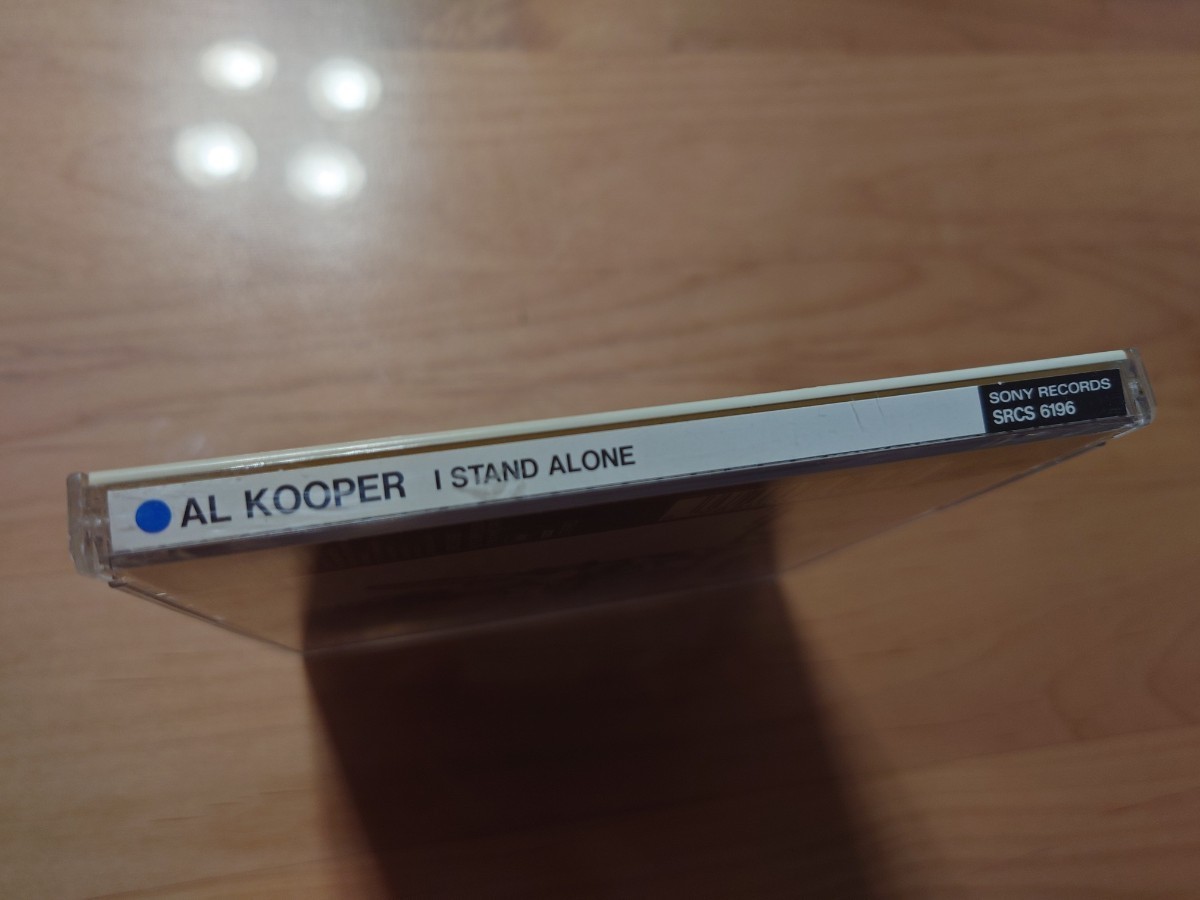 AL KOOPER I STAND ALONE
SONY RECORDS
SRCS 6196